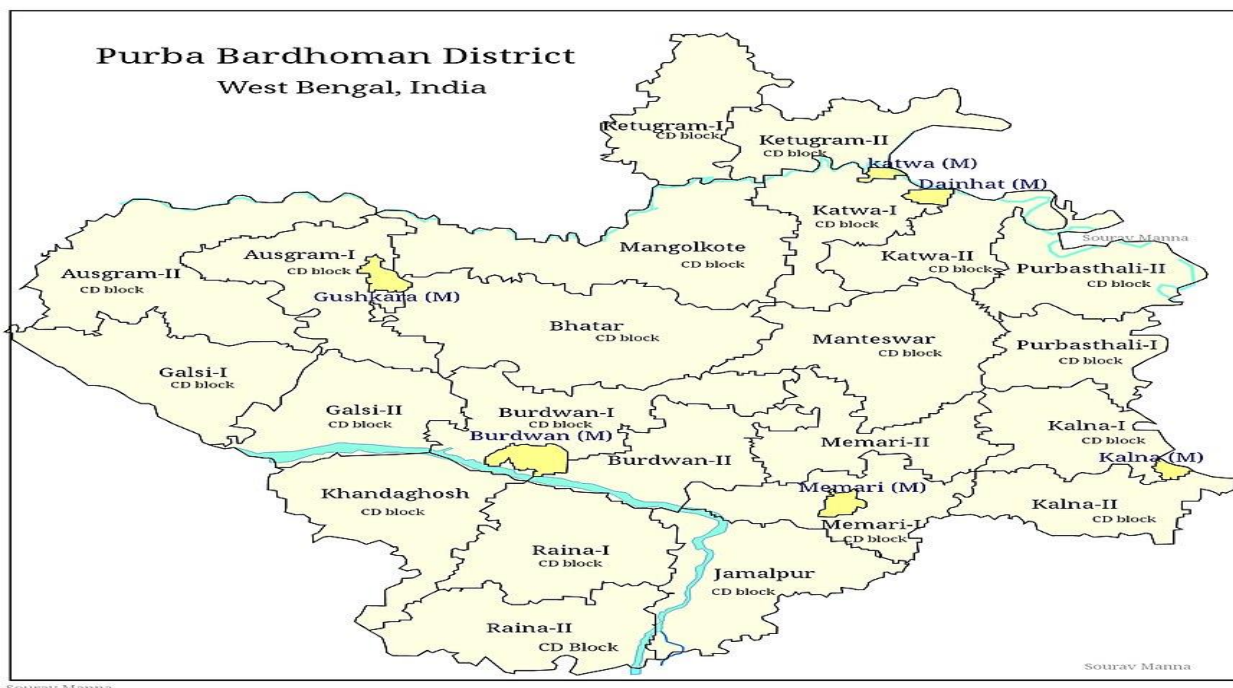 Purba Bardhoman District
West Bengal, India
Ketugram-I
CD block
Ketugram-II
CD block
katwa (M)
Dainhat (M)
Katwa-I
CD block
Mangolkote
CD block
Sourav Manna
Ausgram-I
CD block
Katwa-II
CD block
Ausgram-II
CD block
Purbasthali-II
CD block
Gushkara (M)
Bhatar
CD block
Manteswar
CD block
Purbasthali-I
CD block
Galsi-I
CD block
Galsi-II
CD block
Burdwan-I
CD block
Burdwan (M)
Kalna-I
CD block
Memari-II
CD block
Kalna (M)
Burdwan-II
Khandaghosh
CD block
Memari (M)
Memari-I
CD block
Kalna-II
CD block
Raina-I
CD block
Jamalpur
CD block
Raina-II
CD Block
Sourav Manna
Sourav Manna